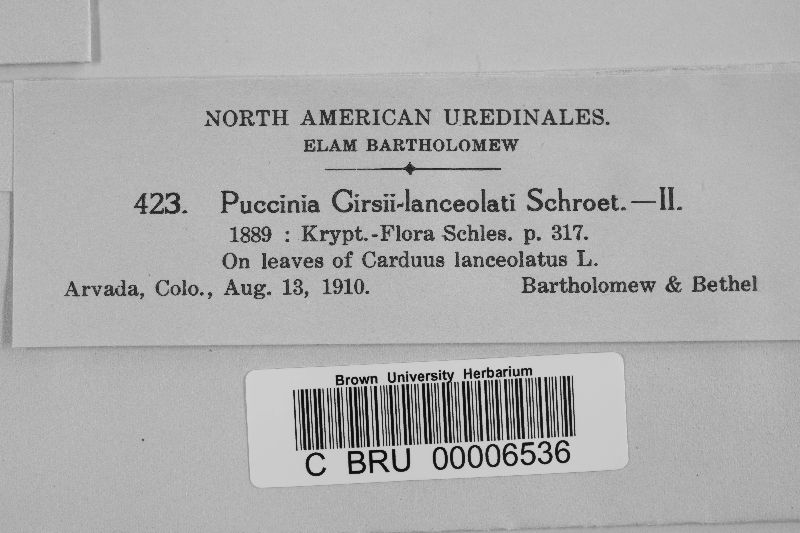 NORTH AMERICAN UREDINALES.
ELAM BARTHOLOMEW
423. Puccinia Cirsii-lanceolati Schroet.—II.
1889 : Krypt.-Flora Schles. p. 317.
On leaves of Carduus lanceolatus L.
Arvada, Colo., Aug. 13, 1910. Bartholomew & Bethel
Brown University Herbarium
C BRU 00006536